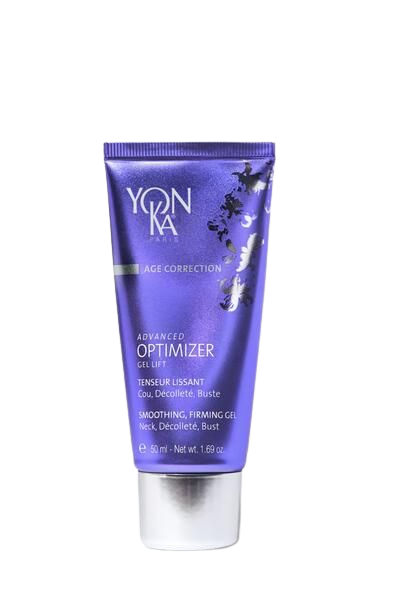 YON
KA
PARIS
AGE CORRECTION
ADVANCED
OPTIMIZER
GEL LIFT
TENSEUR LISSANT
Cou, Décolleté, Buste
SMOOTHING, FIRMING GEL
Neck, Décolleté, Bust
℮ 50 ml - Net wt. 1.69 oz.